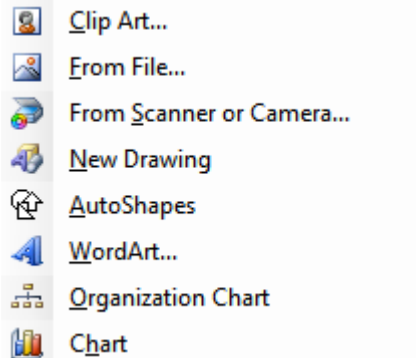 Clip Art...
From File...
From Scanner or Camera...
New Drawing
AutoShapes
WordArt...
Organization Chart
Chart